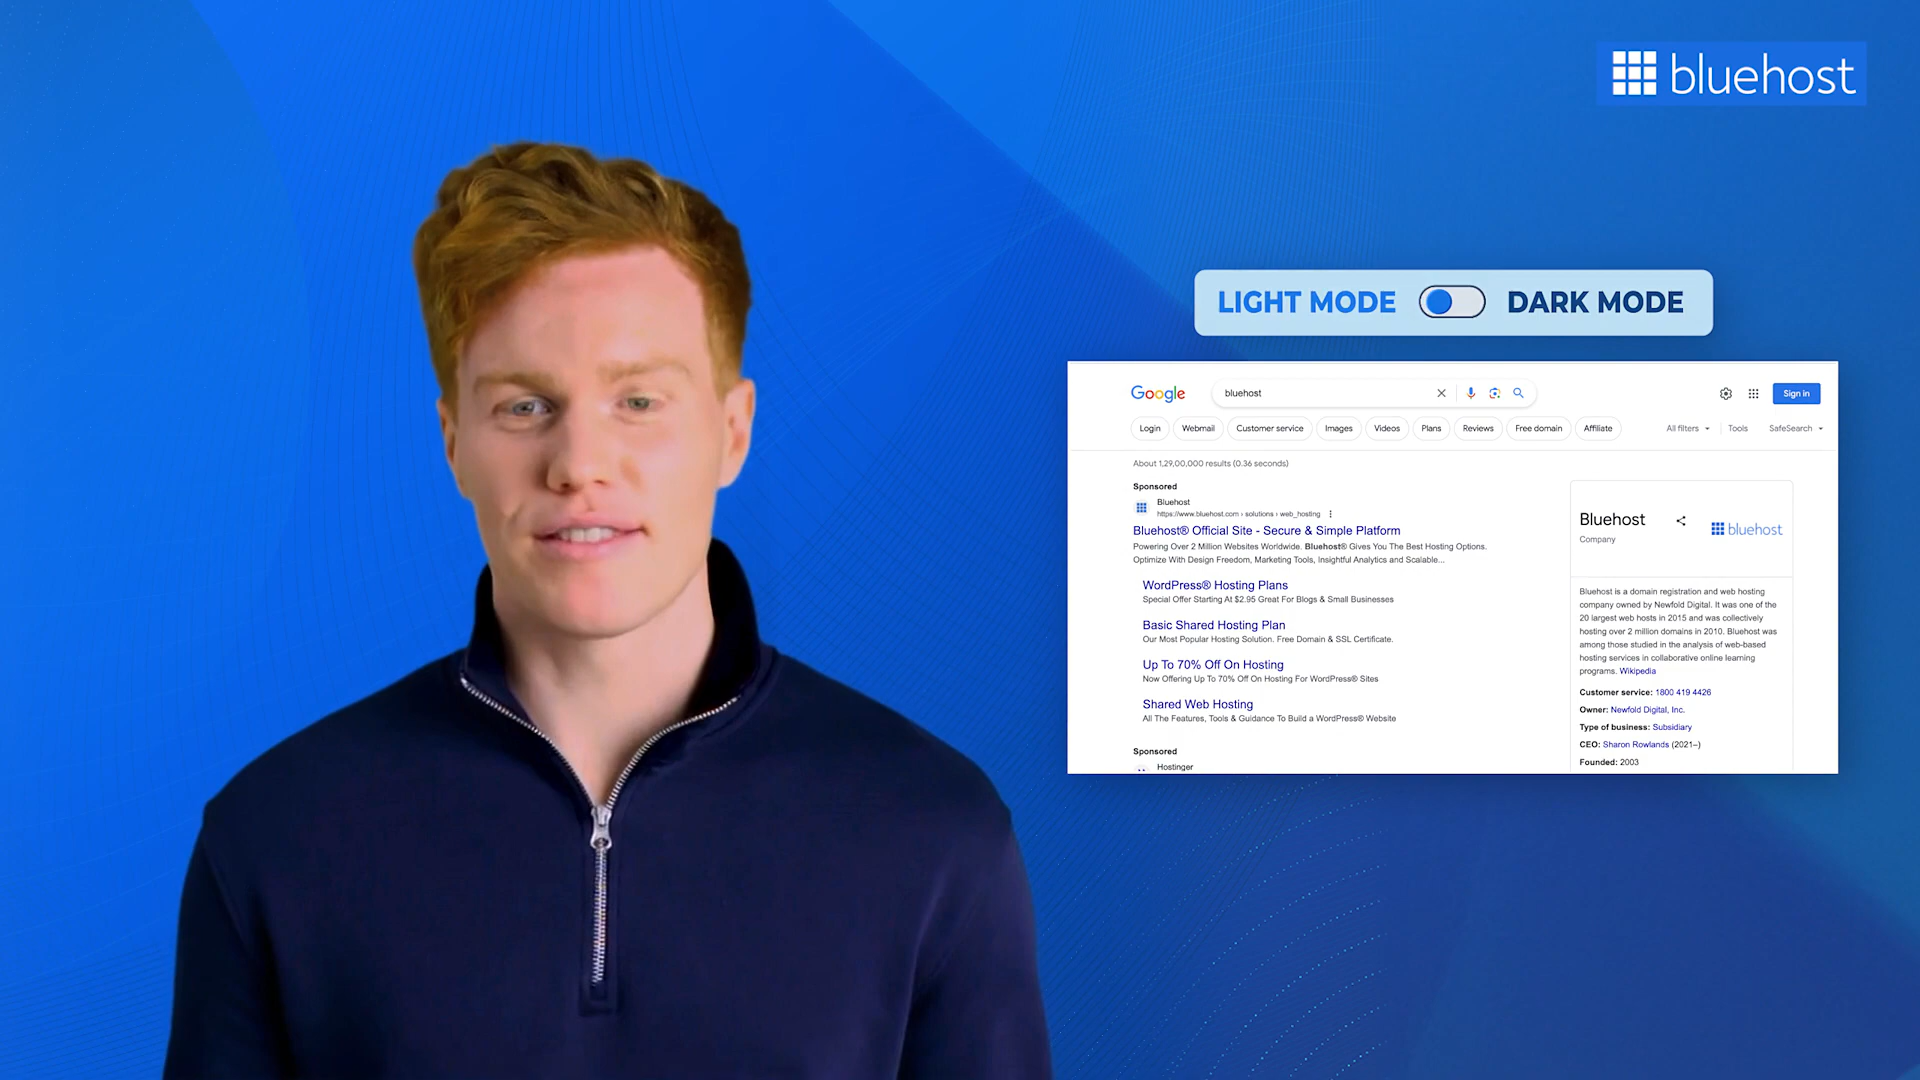 bluehost
LIGHT MODE DARK MODE
Google bluehost Sign in
Login Webmail Customer service Images Videos Plans Reviews Free domain Affiliate All filters Tools SafeSearch
About 1,29,00,000 results (0.36 seconds)
Sponsored
Bluehost
https://www.bluehost.com › solutions › web_hosting
Bluehost® Official Site - Secure & Simple Platform
Powering Over 2 Million Websites Worldwide. Bluehost® Gives You The Best Hosting Options.
Optimize With Design Freedom, Marketing Tools, Insightful Analytics and Scalable...
WordPress® Hosting Plans
Special Offer Starting At $2.95 Great For Blogs & Small Businesses
Basic Shared Hosting Plan
Our Most Popular Hosting Solution. Free Domain & SSL Certificate.
Up To 70% Off On Hosting
Now Offering Up To 70% Off On Hosting For WordPress® Sites
Shared Web Hosting
All The Features, Tools & Guidance To Build a WordPress® Website
Sponsored
Hostinger
Bluehost
Company
bluehost
Bluehost is a domain registration and web hosting
company owned by Newfold Digital. It was one of the
20 largest web hosts in 2015 and was collectively
hosting over 2 million domains in 2010. Bluehost was
among those studied in the analysis of web-based
hosting services in collaborative online learning
programs. Wikipedia
Customer service: 1800 419 4426
Owner: Newfold Digital, Inc.
Type of business: Subsidiary
CEO: Sharon Rowlands (2021–)
Founded: 2003